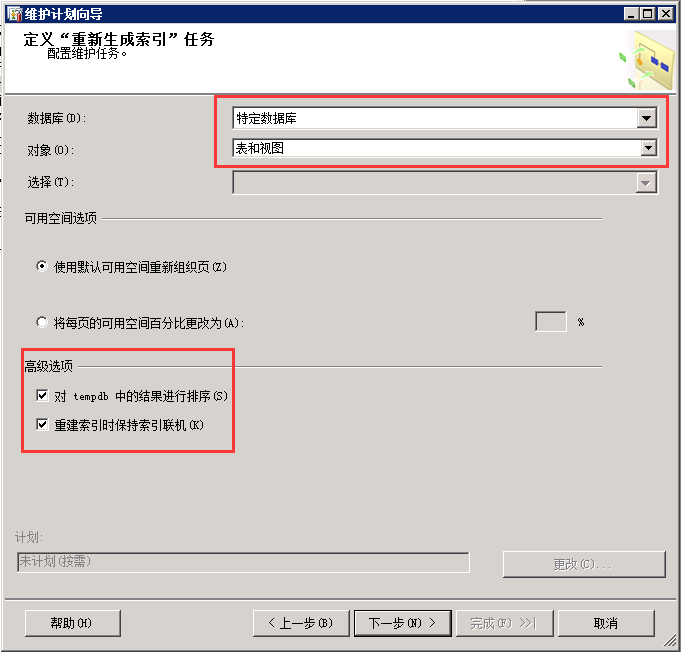 维护计划向导
定义“重新生成索引”任务
配置维护任务。
数据库(D): 特定数据库
对象(O): 表和视图
选择(T):
可用空间选项
使用默认可用空间重新组织页(Z)
将每页的可用空间百分比更改为(A): %
高级选项
对 tempdb 中的结果进行排序(S)
重建索引时保持索引联机(K)
计划:
未计划(按需) 更改(C)...
帮助(H) < 上一步(B) 下一步(N) > 完成(F) >>| 取消